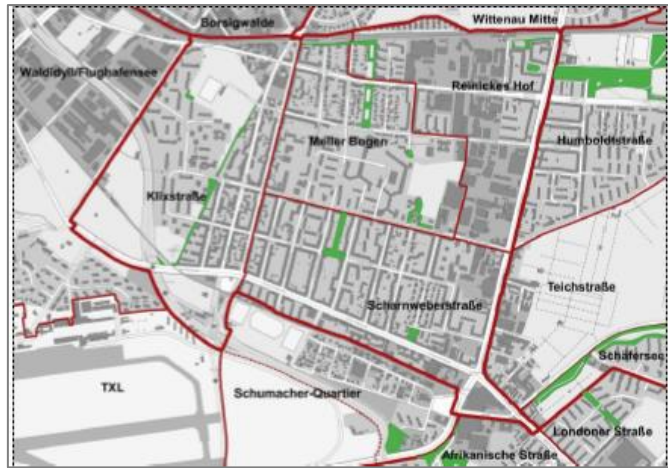 Borsigwalde
Wittenau Mitte
Waldidyll/Flughafensee
Reinickes Hof
Meller Bogen
Humboldtstraße
Klixstraße
Teichstraße
Scharnweberstraße
Schäfersee
TXL
Schumacher-Quartier
Londoner Straße
Afrikanische Straße